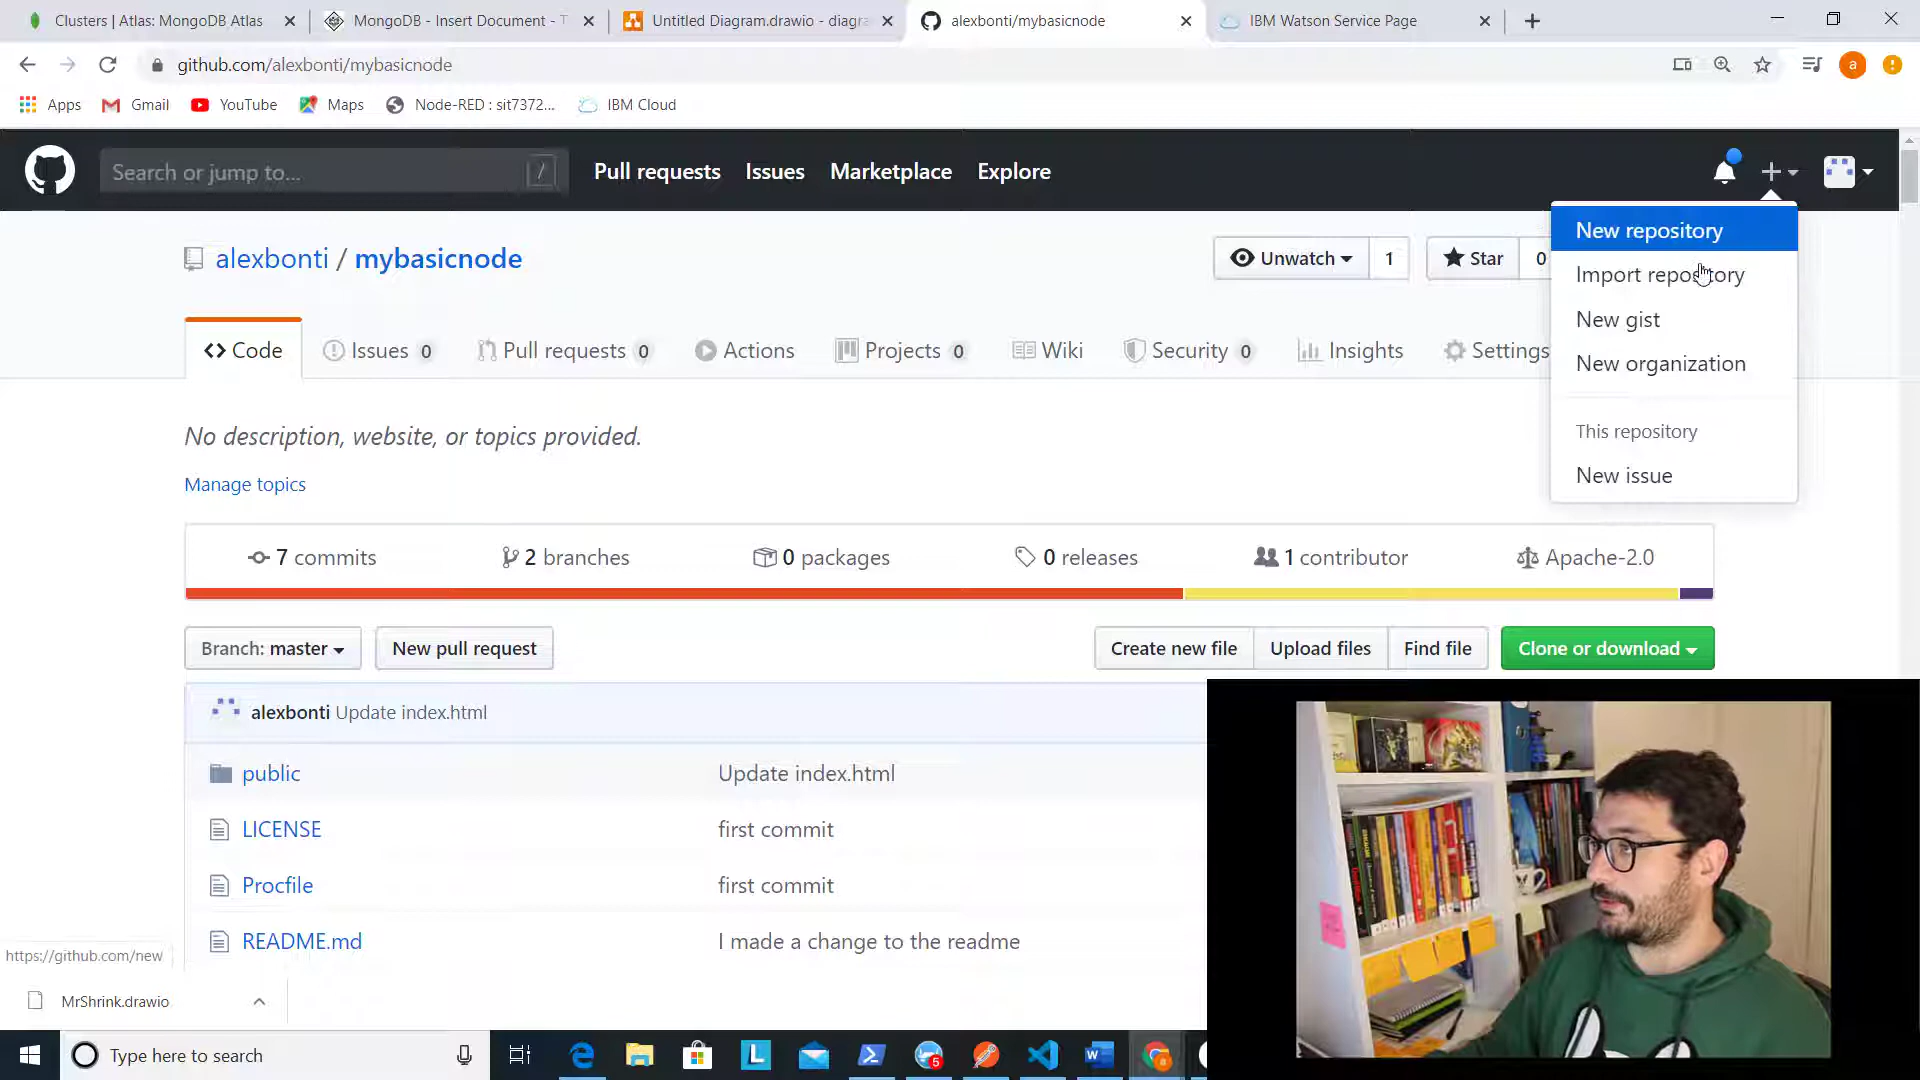 Clusters | Atlas: MongoDB Atlas
MongoDB - Insert Document - T
Untitled Diagram.drawio - diagra
alexbonti/mybasicnode
IBM Watson Service Page
github.com/alexbonti/mybasicnode
a
Apps
Gmail
YouTube
Maps
Node-RED : sit7372...
IBM Cloud
Search or jump to...
/
Pull requests
Issues
Marketplace
Explore
New repository
Import repository
New gist
New organization
This repository
New issue
alexbonti / mybasicnode
Unwatch
1
Star
0
Code
Issues 0
Pull requests 0
Actions
Projects 0
Wiki
Security 0
Insights
Settings
No description, website, or topics provided.
Manage topics
7 commits
2 branches
0 packages
0 releases
1 contributor
Apache-2.0
Branch: master
New pull request
Create new file
Upload files
Find file
Clone or download
alexbonti Update index.html
public
Update index.html
LICENSE
first commit
Procfile
first commit
README.md
I made a change to the readme
https://github.com/new
MrShrink.drawio
Type here to search
L
5
a